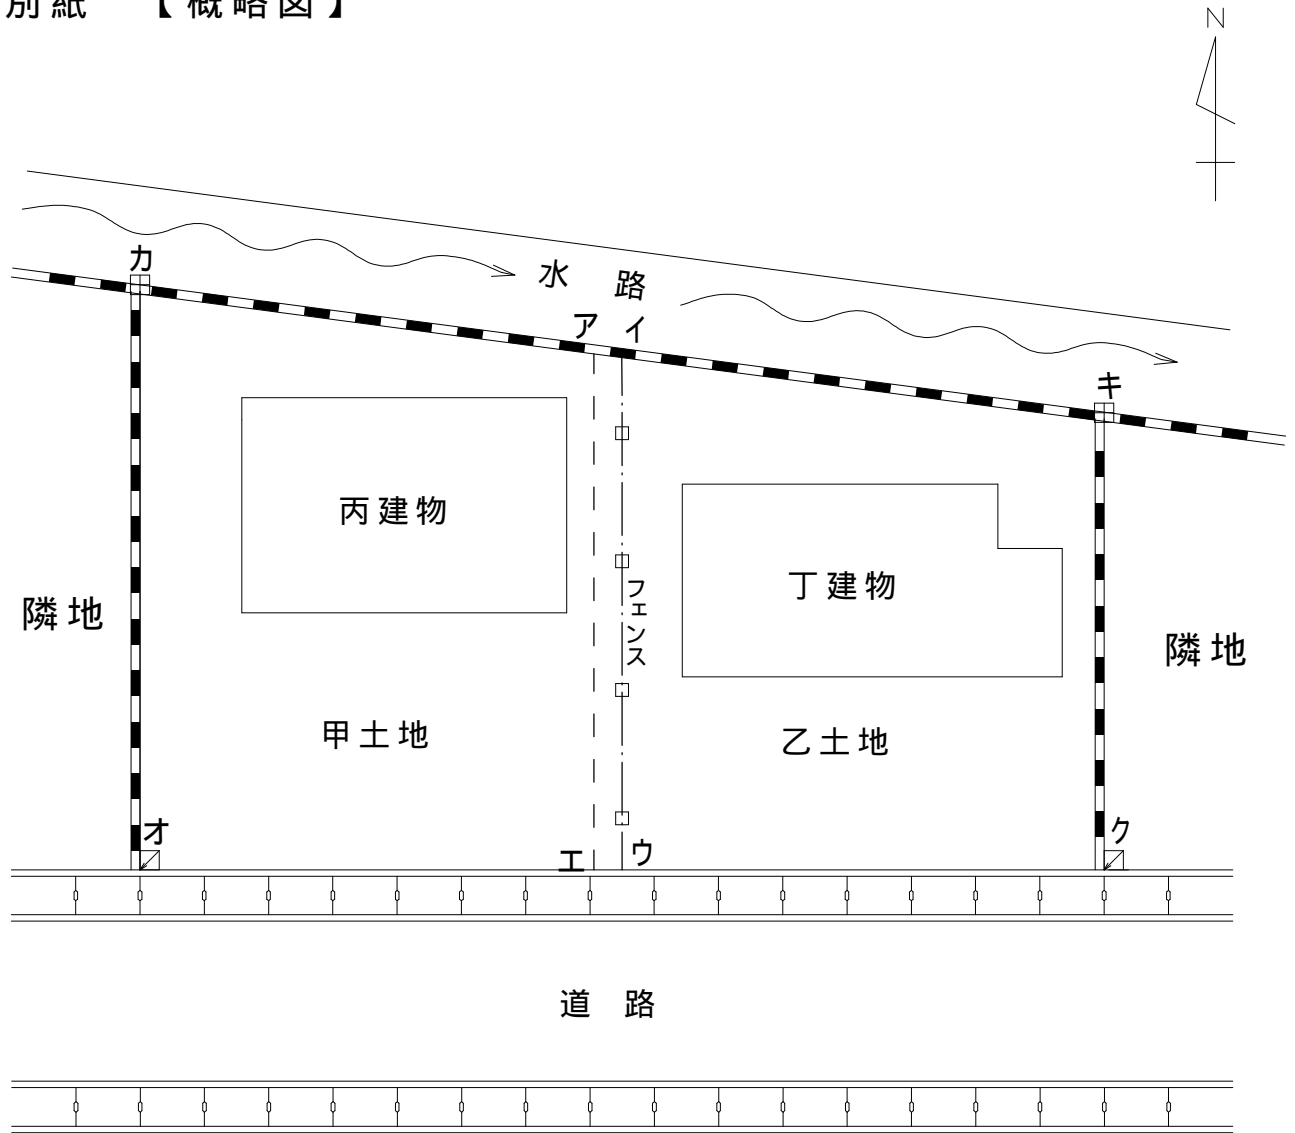 別紙 【概略図】
N
カ
水 路
ア イ
キ
丙建物
丁建物
フェンス
隣地
隣地
甲土地
乙土地
オ
エ
ウ
ク
道 路